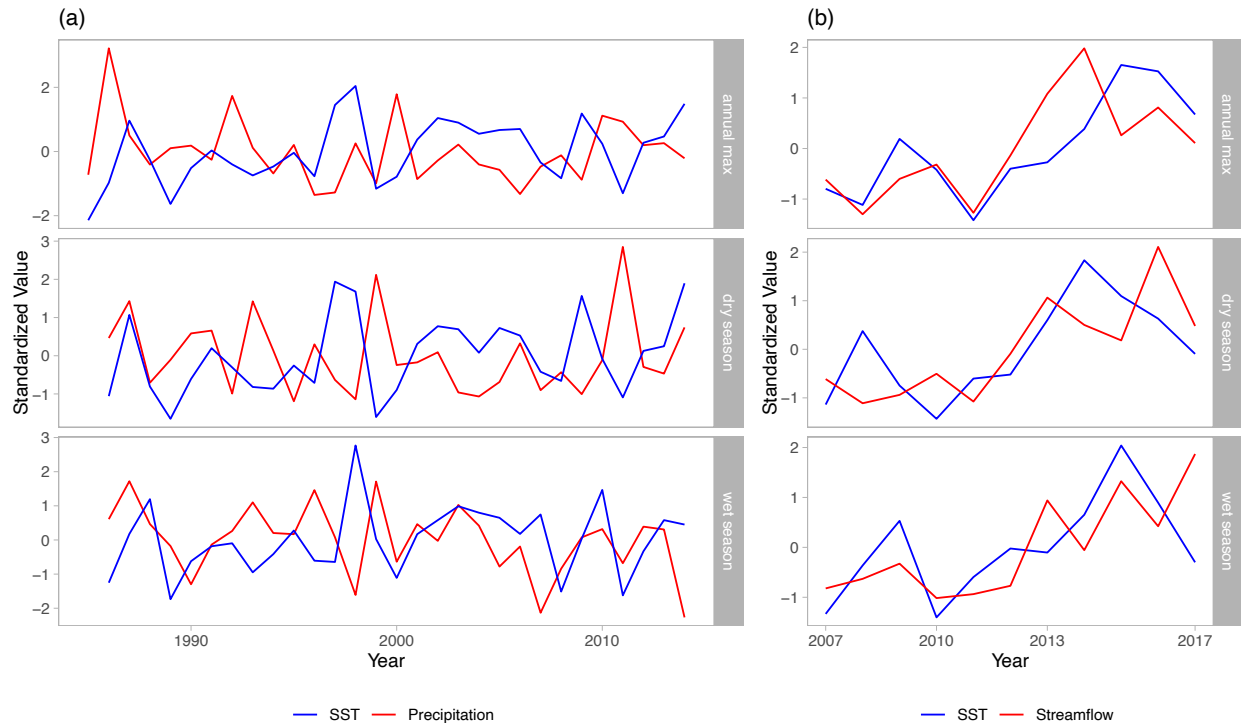 (a)
(b)
Standardized Value
2
0
−2
annual max
3
2
1
0
−1
dry season
3
2
1
0
−1
−2
wet season
1990
2000
2010
Year
SST
Precipitation
Standardized Value
2
1
0
−1
annual max
2
1
0
−1
dry season
2
1
0
−1
wet season
2007
2010
2013
2017
Year
SST
Streamflow